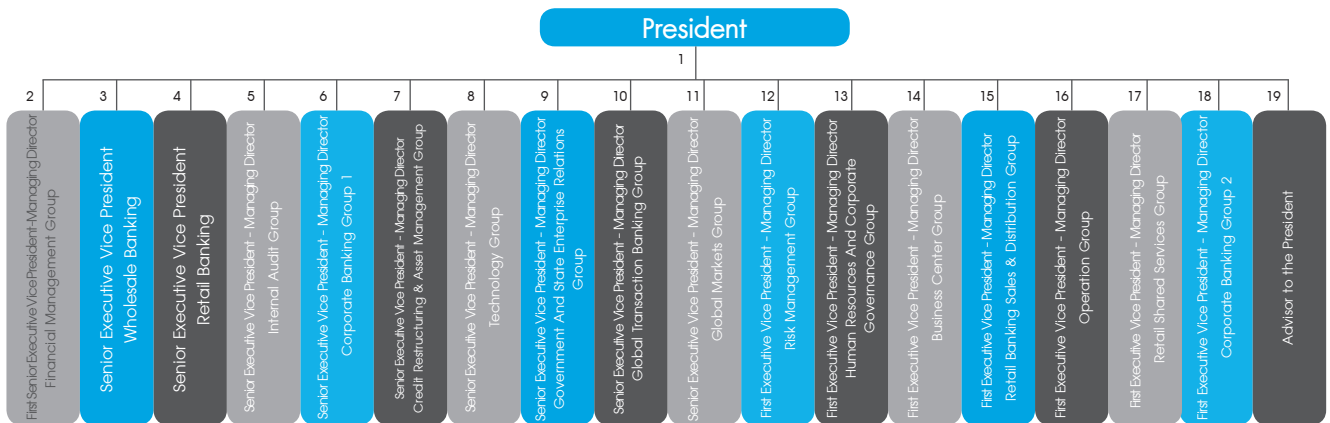 President
1
2
3
4
5
6
7
8
9
10
11
12
13
14
15
16
17
18
19
First Senior Executive Vice President-Managing Director
Financial Management Group
Senior Executive Vice President
Wholesale Banking
Senior Executive Vice President
Retail Banking
Senior Executive Vice President - Managing Director
Internal Audit Group
Senior Executive Vice President - Managing Director
Corporate Banking Group 1
Senior Executive Vice President - Managing Director
Credit Restructuring & Asset Management Group
Senior Executive Vice President - Managing Director
Technology Group
Senior Executive Vice President - Managing Director
Government And State Enterprise Relations
Group
Senior Executive Vice President - Managing Director
Global Transaction Banking Group
Senior Executive Vice President - Managing Director
Global Markets Group
First Executive Vice President - Managing Director
Risk Management Group
First Executive Vice President - Managing Director
Human Resources And Corporate
Governance Group
First Executive Vice President - Managing Director
Business Center Group
First Executive Vice President - Managing Director
Retail Banking Sales & Distribution Group
First Executive Vice President - Managing Director
Operation Group
First Executive Vice President - Managing Director
Retail Shared Services Group
First Executive Vice President - Managing Director
Corporate Banking Group 2
Advisor to the President